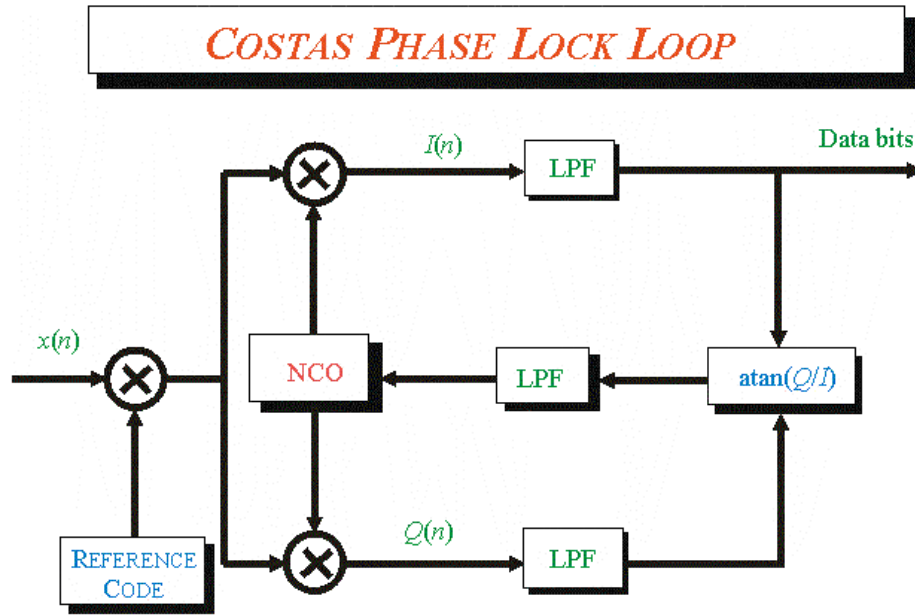 COSTAS PHASE LOCK LOOP
I(n)
LPF
Data bits
x(n)
NCO
LPF
atan(Q/I)
REFERENCE
CODE
Q(n)
LPF